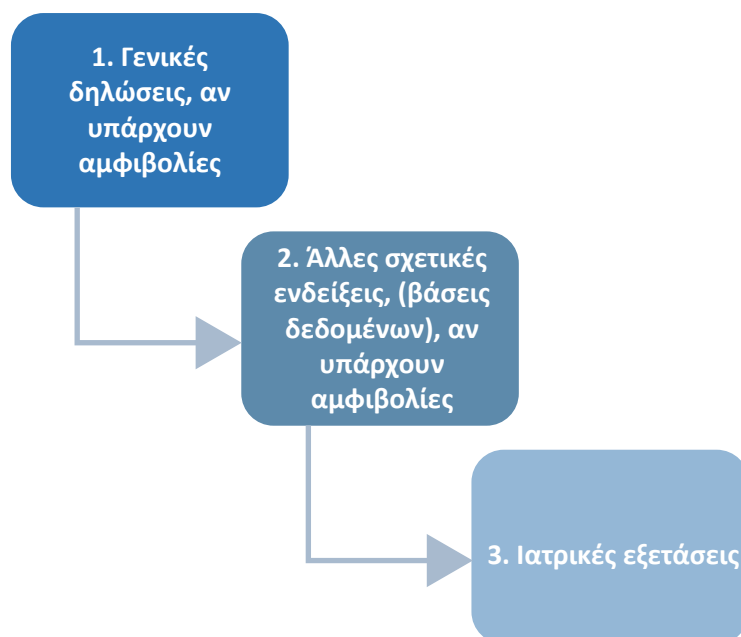 1. Γενικές
δηλώσεις, αν
υπάρχουν
αμφιβολίες
2. Άλλες σχετικές
ενδείξεις, (βάσεις
δεδομένων), αν
υπάρχουν
αμφιβολίες
3. Ιατρικές εξετάσεις